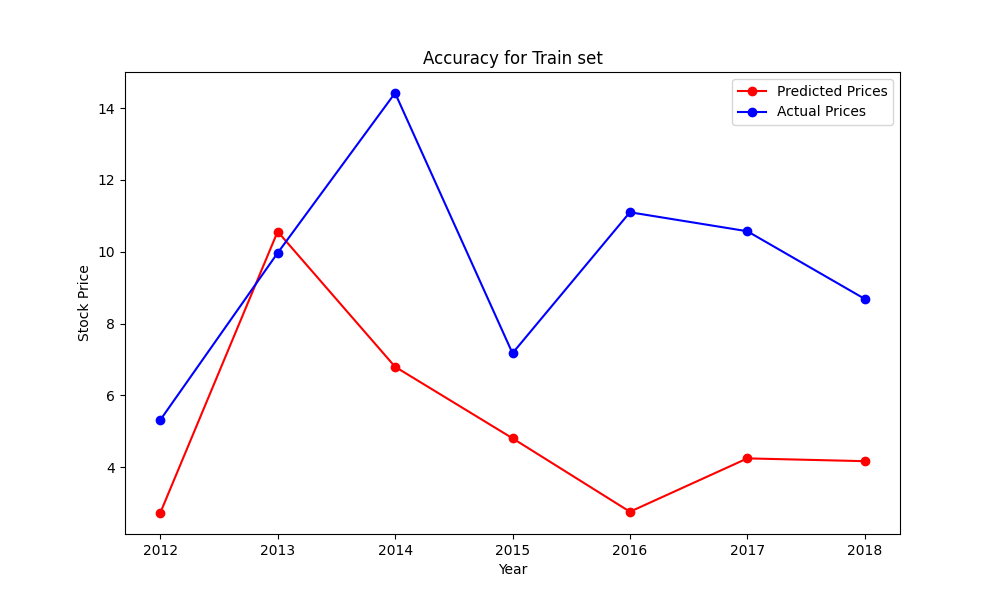 Accuracy for Train set
Predicted Prices
Actual Prices
14
12
10
8
6
4
Stock Price
2012 2013 2014 2015 2016 2017 2018
Year